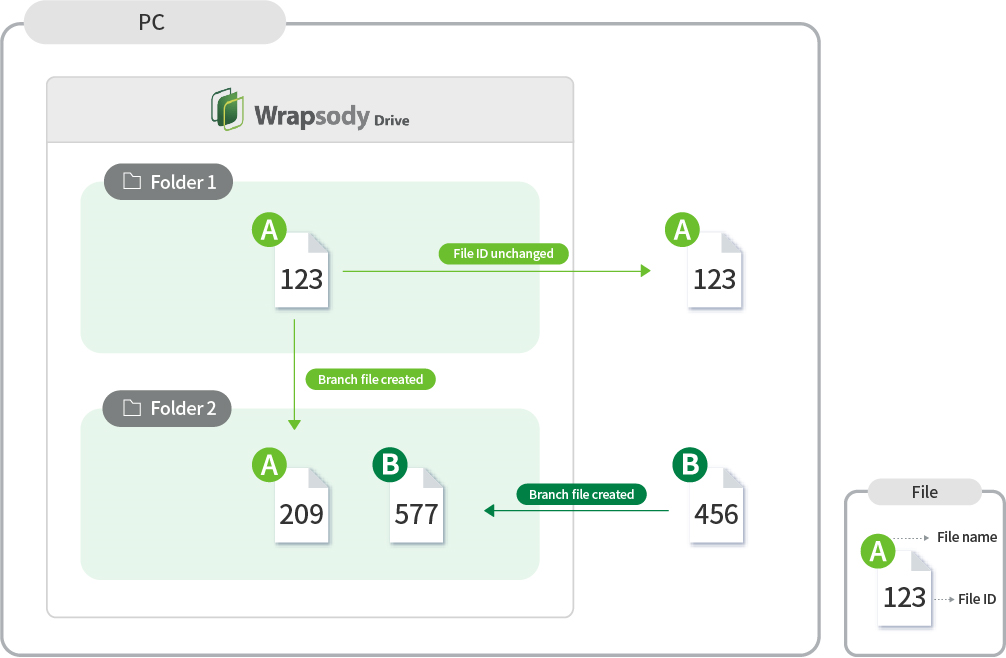 PC
Wrapsody Drive
Folder 1
A
123
File ID unchanged
A
123
Branch file created
Folder 2
A
209
B
577
Branch file created
B
456
File
A
File name
123
File ID